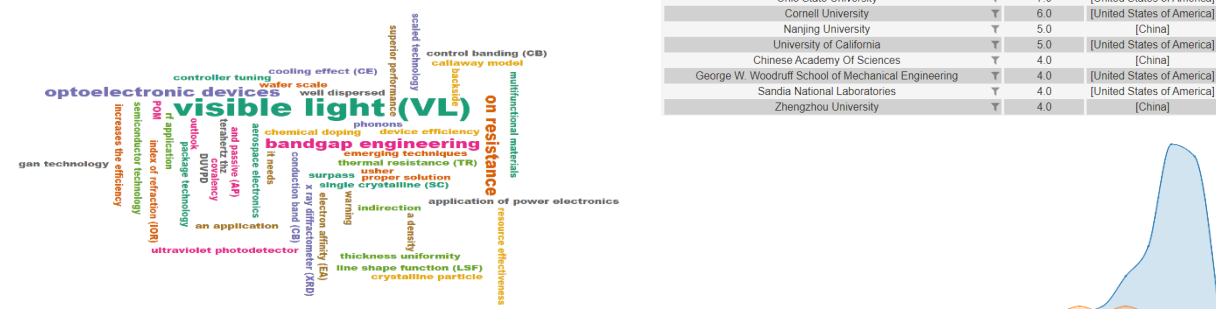 scaled technology
superior performance
control banding (CB)
callaway model
cooling effect (CE)
backside
controller tuning
wafer scale
multifunctional materials
optoelectronic devices
well dispersed
visible light (VL)
on resistance
increases the efficiency
semiconductor technology
POM
rf application
outlook
terahertz thz
and passive (AP)
aerospace electronics
phonons
chemical doping
device efficiency
bandgap engineering
it needs
emerging techniques
index of refraction (IOR)
package technology
DUVPD
covalency
conduction band (CB)
thermal resistance (TR)
gan technology
usher
surpass
proper solution
single crystalline (SC)
x ray diffractometer (XRD)
electron affinity (EA)
warning
application of power electronics
indirection
a density
resource effectiveness
an application
ultraviolet photodetector
thickness uniformity
line shape function (LSF)
crystalline particle
[United States of America]
Cornell University 6.0 [United States of America]
Nanjing University 5.0 [China]
University of California 5.0 [United States of America]
Chinese Academy Of Sciences 4.0 [China]
George W. Woodruff School of Mechanical Engineering 4.0 [United States of America]
Sandia National Laboratories 4.0 [United States of America]
Zhengzhou University 4.0 [China]